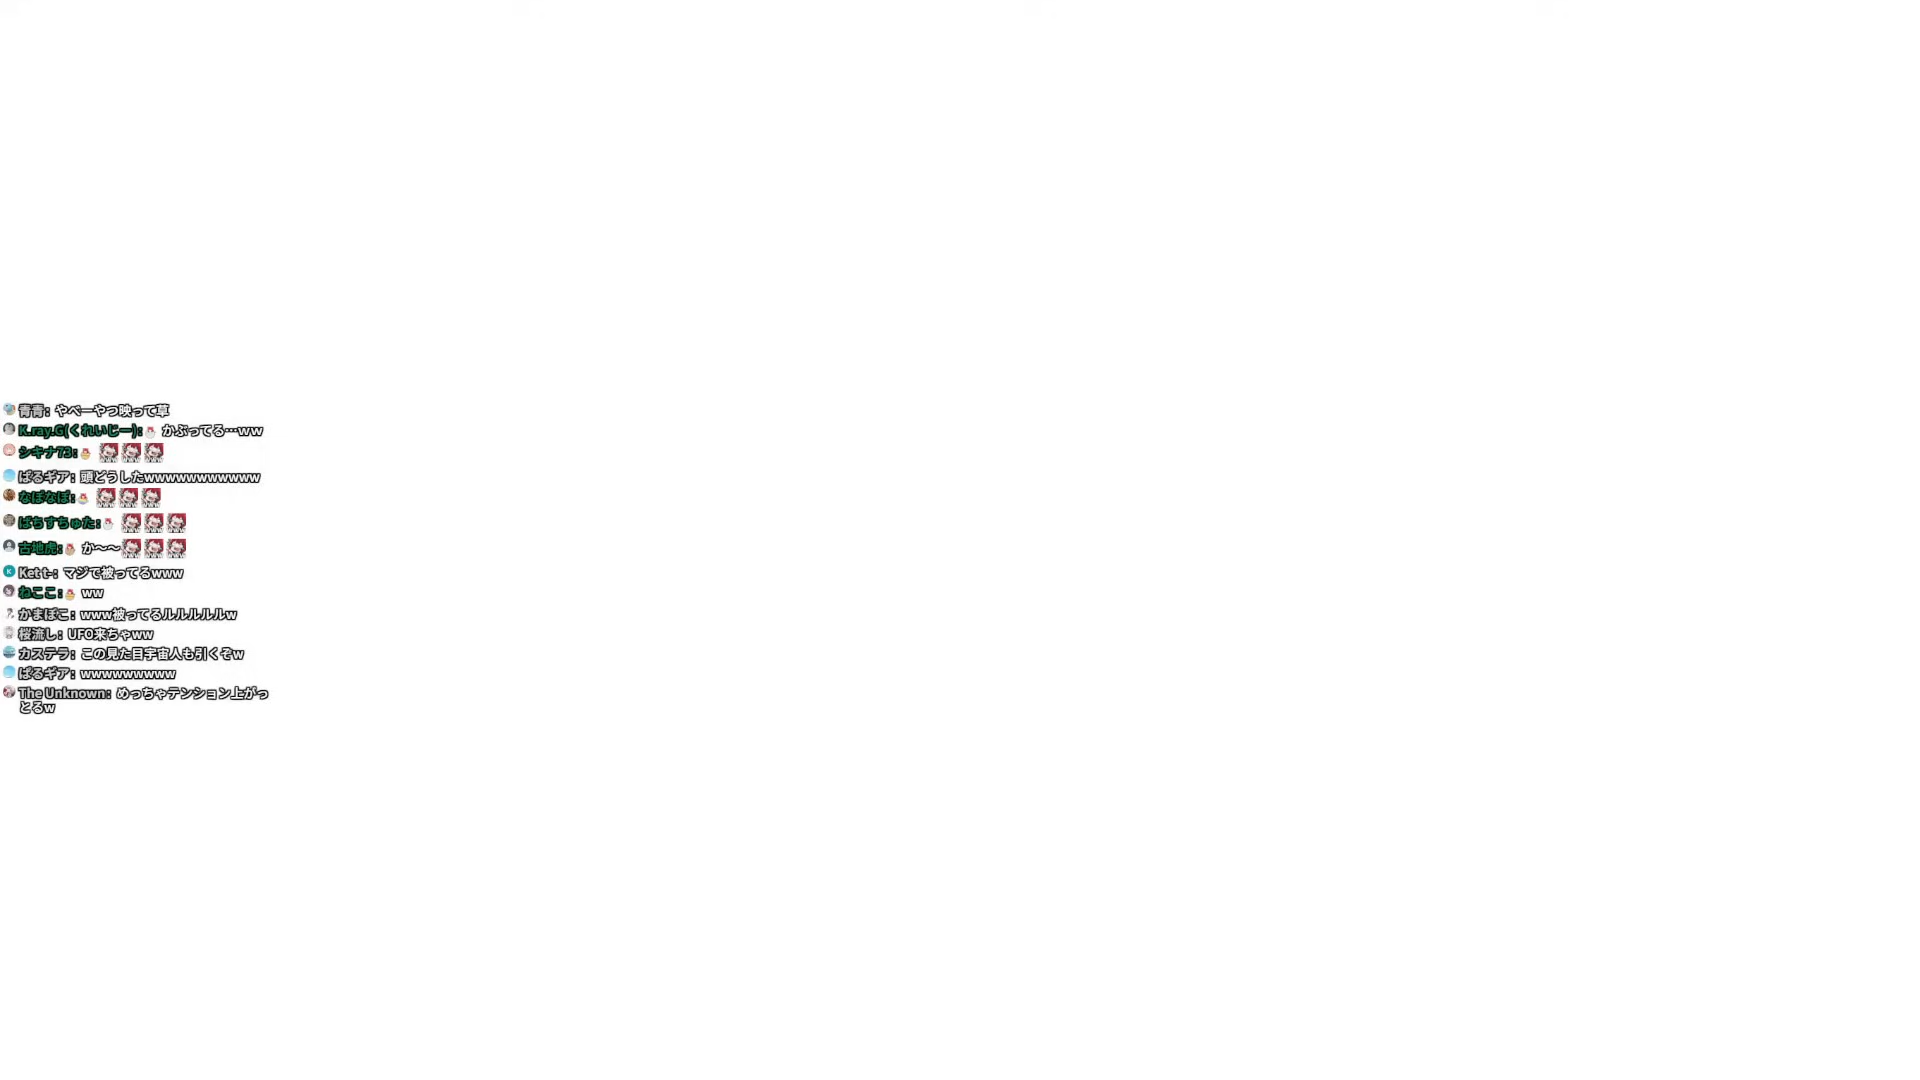 青青: やべーやつ映って草
K.ray.G(くれいじー): かぶってる…ww
シキナ73:
ぱるギア: 頭どうしたwwwwwwwwwww
なぽなぽ:
ぱちすちゅた:
古地虎: か〜〜
Ket t-: マジで被ってるwww
ねここ: ww
かまぼこ: www被ってるルルルルルw
桜流し: UFO来ちゃww
カステラ: この見た目宇宙人も引くぞw
ぱるギア: wwwwwwwww
The Unknown: めっちゃテンション上がっ
とるw